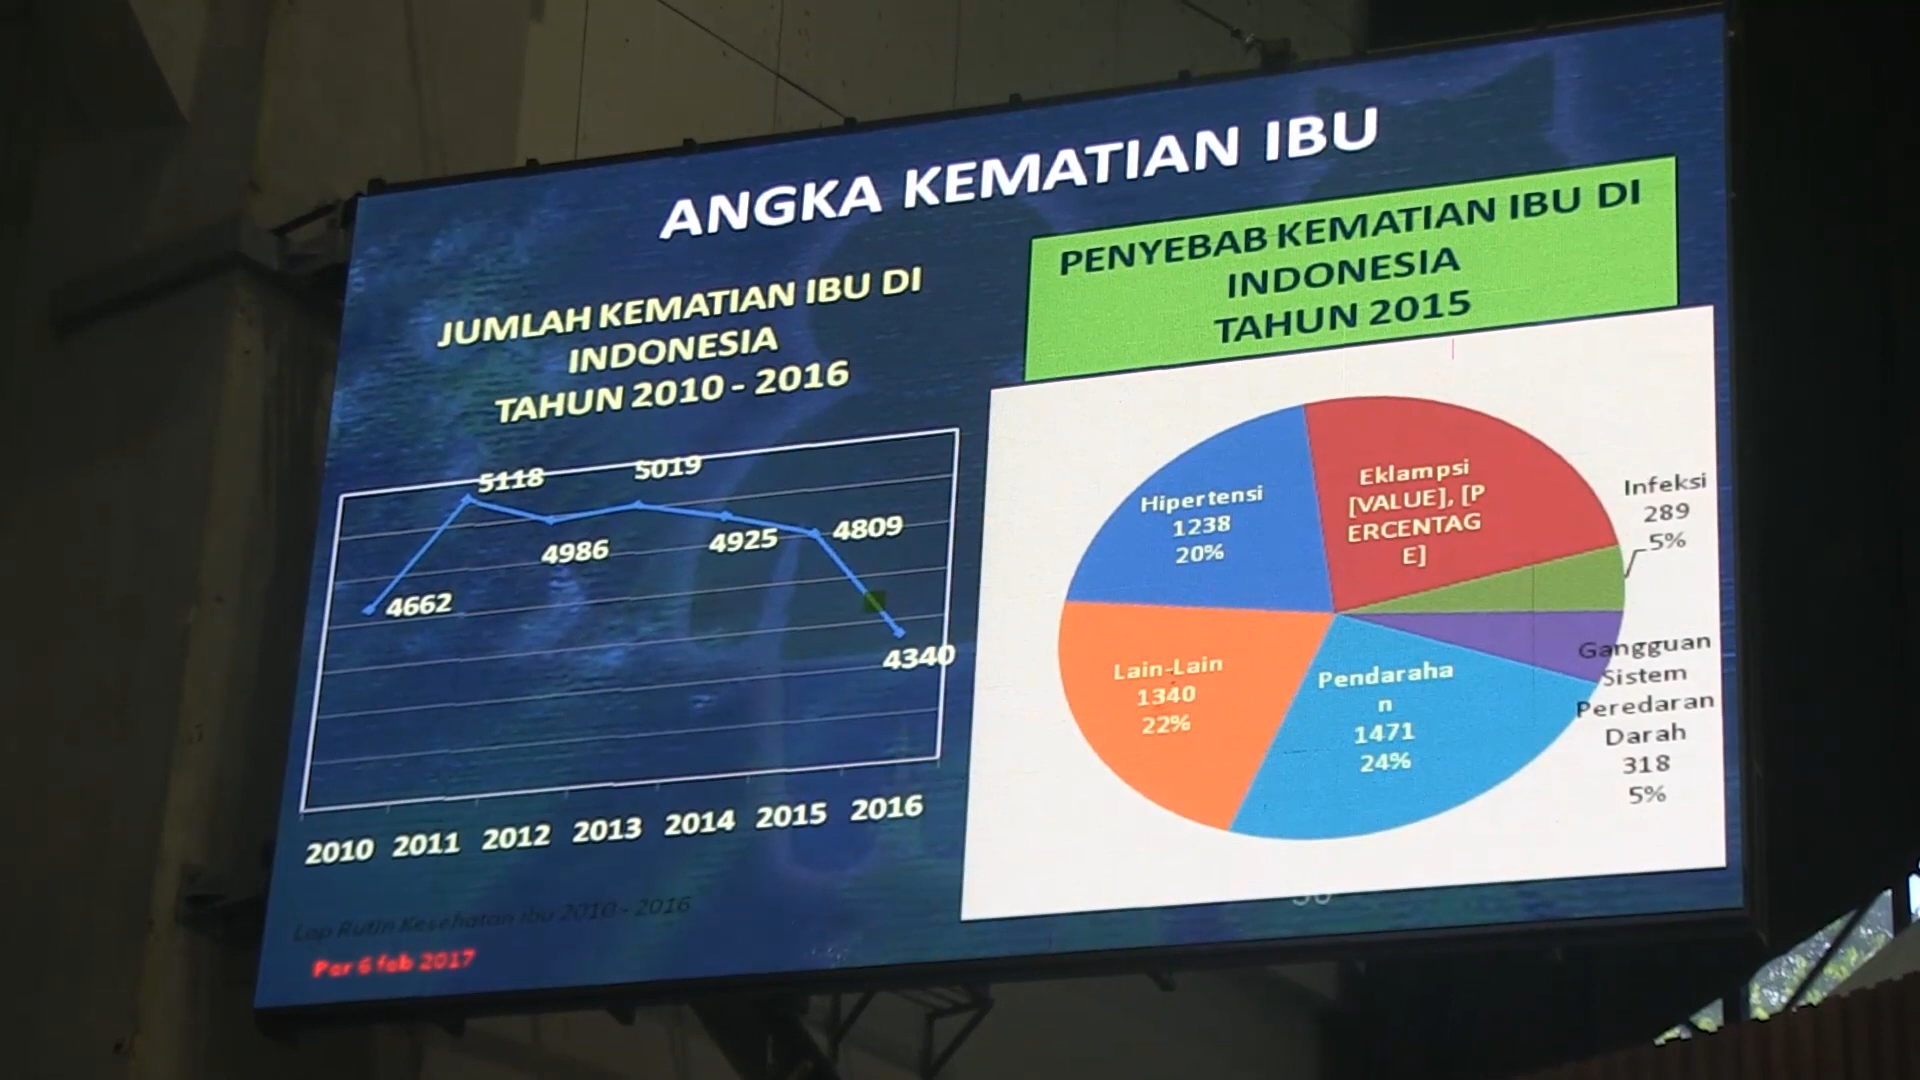 ANGKA KEMATIAN IBU
JUMLAH KEMATIAN IBU DI
INDONESIA
TAHUN 2010 - 2016
5118
5019
4986
4925
4809
4662
4340
2010 2011 2012 2013 2014 2015 2016
Lap Rutin Kesehatan Ibu 2010 - 2016
Per 6 feb 2017
PENYEBAB KEMATIAN IBU DI
INDONESIA
TAHUN 2015
Hipertensi
1238
20%
Eklampsi
[VALUE], [P
ERCENTAG
E]
Infeksi
289
5%
Gangguan
Sistem
Peredaran
Darah
318
5%
Pendaraha
n
1471
24%
Lain-Lain
1340
22%